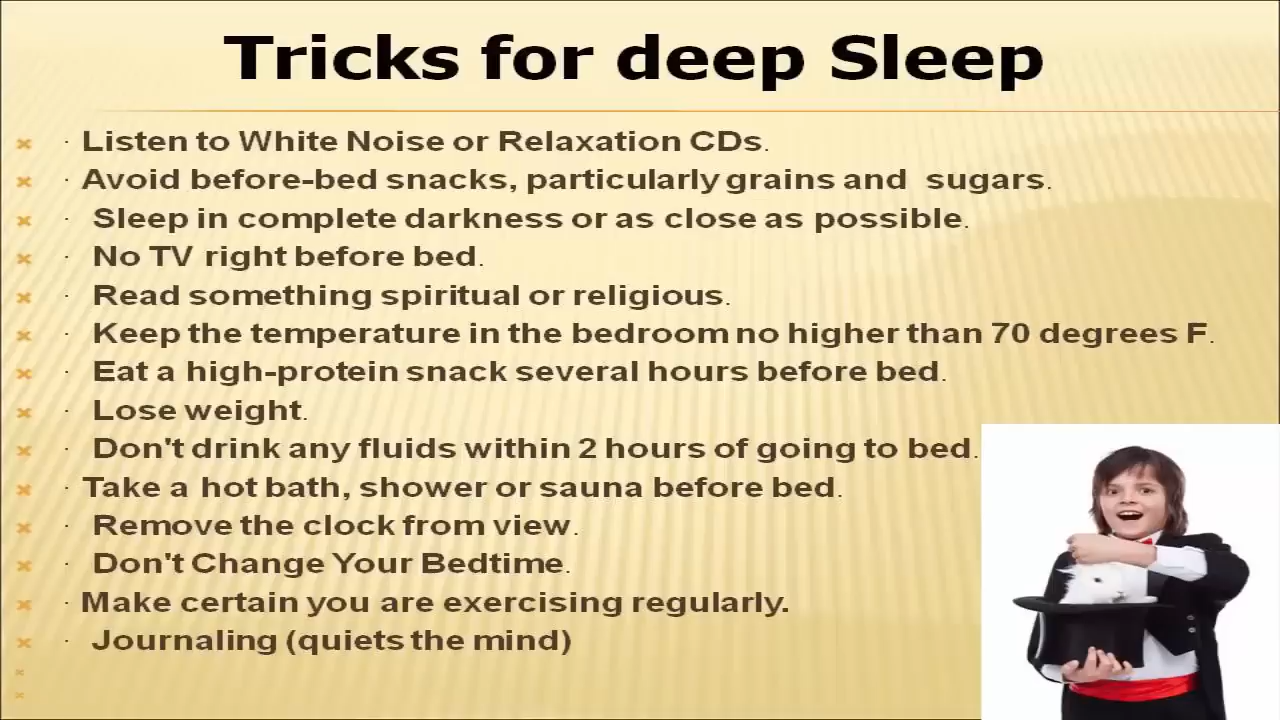 Tricks for deep Sleep
· Listen to White Noise or Relaxation CDs.
· Avoid before-bed snacks, particularly grains and sugars.
· Sleep in complete darkness or as close as possible.
· No TV right before bed.
· Read something spiritual or religious.
· Keep the temperature in the bedroom no higher than 70 degrees F.
· Eat a high-protein snack several hours before bed.
· Lose weight.
· Don't drink any fluids within 2 hours of going to bed.
· Take a hot bath, shower or sauna before bed.
· Remove the clock from view.
· Don't Change Your Bedtime.
· Make certain you are exercising regularly.
· Journaling (quiets the mind)